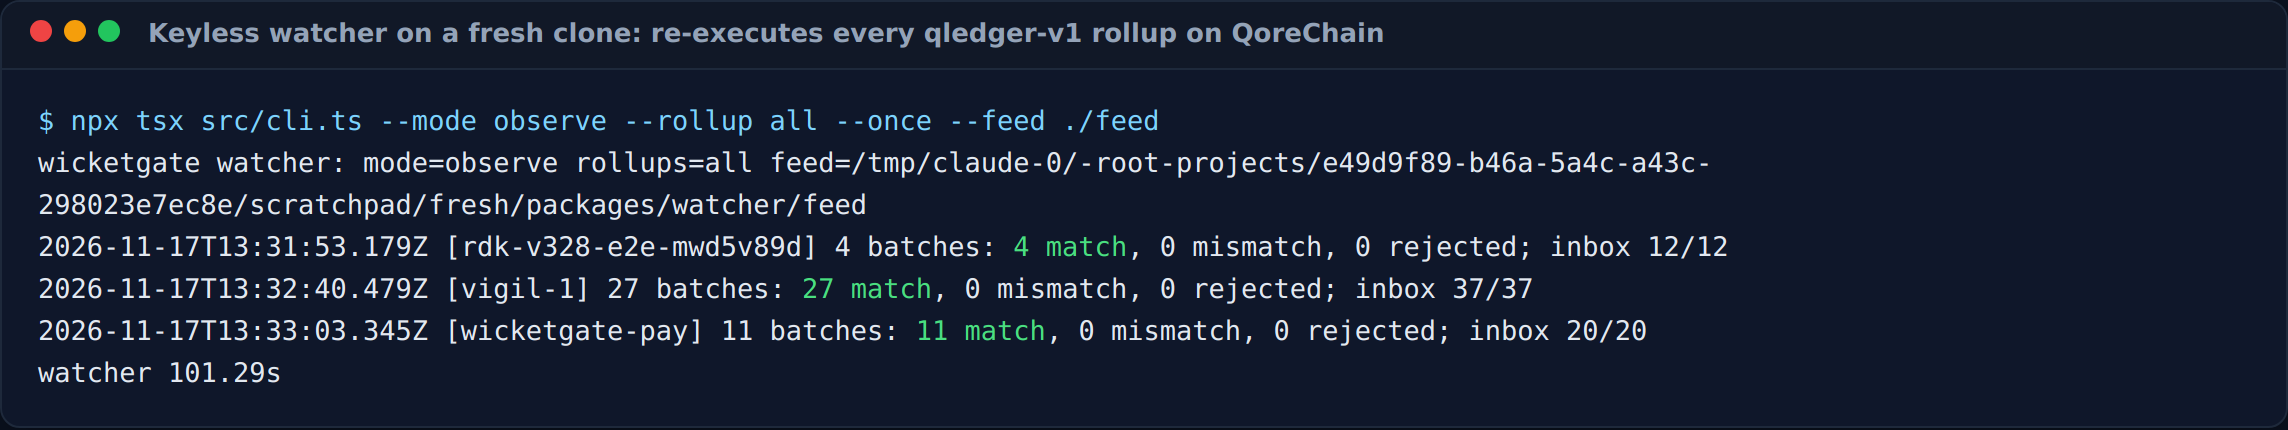 Keyless watcher on a fresh clone: re-executes every qledger-v1 rollup on QoreChain
$ npx tsx src/cli.ts --mode observe --rollup all --once --feed ./feed
wicketgate watcher: mode=observe rollups=all feed=/tmp/claude-0/-root-projects/e49d9f89-b46a-5a4c-a43c-
298023e7ec8e/scratchpad/fresh/packages/watcher/feed
2026-11-17T13:31:53.179Z [rdk-v328-e2e-mwd5v89d] 4 batches: 4 match, 0 mismatch, 0 rejected; inbox 12/12
2026-11-17T13:32:40.479Z [vigil-1] 27 batches: 27 match, 0 mismatch, 0 rejected; inbox 37/37
2026-11-17T13:33:03.345Z [wicketgate-pay] 11 batches: 11 match, 0 mismatch, 0 rejected; inbox 20/20
watcher 101.29s